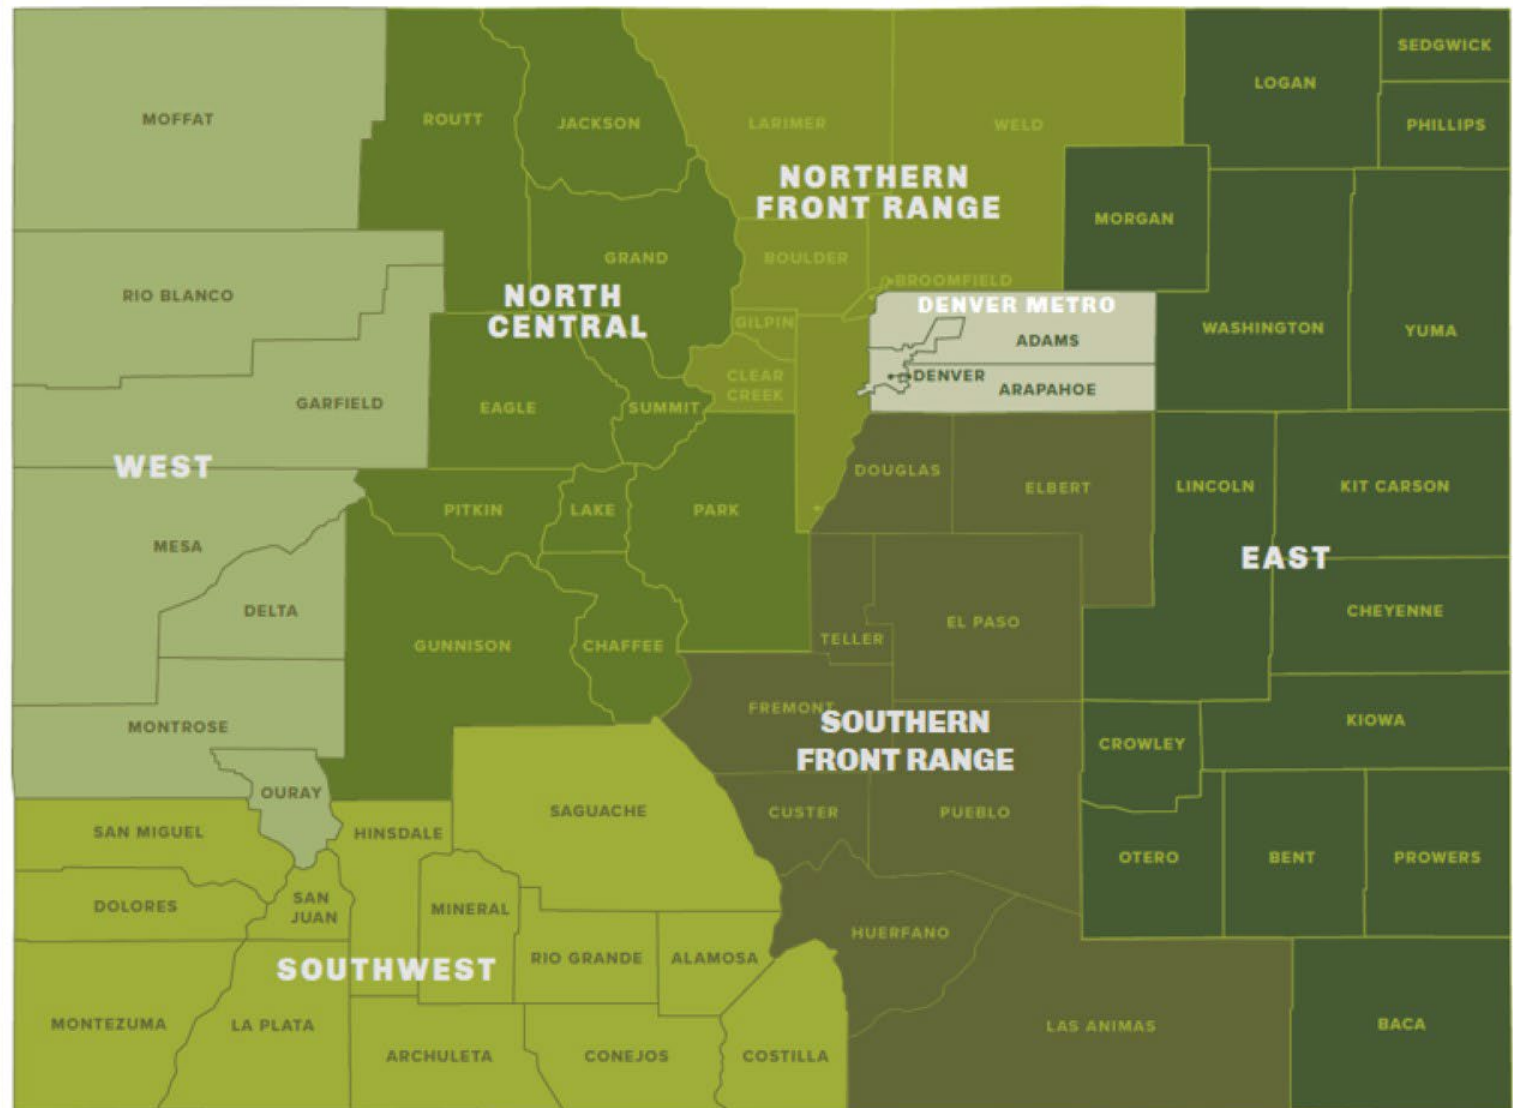 SEDGWICK
LOGAN
MOFFAT
ROUTT
JACKSON
LARIMER
WELD
PHILLIPS
NORTHERN
FRONT RANGE
MORGAN
GRAND
BOULDER
RIO BLANCO
BROOMFIELD
NORTH
CENTRAL
DENVER METRO
GILPIN
ADAMS
WASHINGTON
YUMA
CLEAR
CREEK
DENVER
ARAPAHOE
GARFIELD
EAGLE
SUMMIT
WEST
DOUGLAS
ELBERT
LINCOLN
KIT CARSON
PITKIN
LAKE
PARK
MESA
EAST
DELTA
CHEYENNE
GUNNISON
CHAFFEE
TELLER
EL PASO
MONTROSE
FREMONT
SOUTHERN
FRONT RANGE
KIOWA
CROWLEY
OURAY
SAN MIGUEL
HINSDALE
SAGUACHE
CUSTER
PUEBLO
OTERO
BENT
PROWERS
DOLORES
SAN
JUAN
MINERAL
HUERFANO
SOUTHWEST
RIO GRANDE
ALAMOSA
MONTEZUMA
LA PLATA
ARCHULETA
CONEJOS
COSTILLA
LAS ANIMAS
BACA